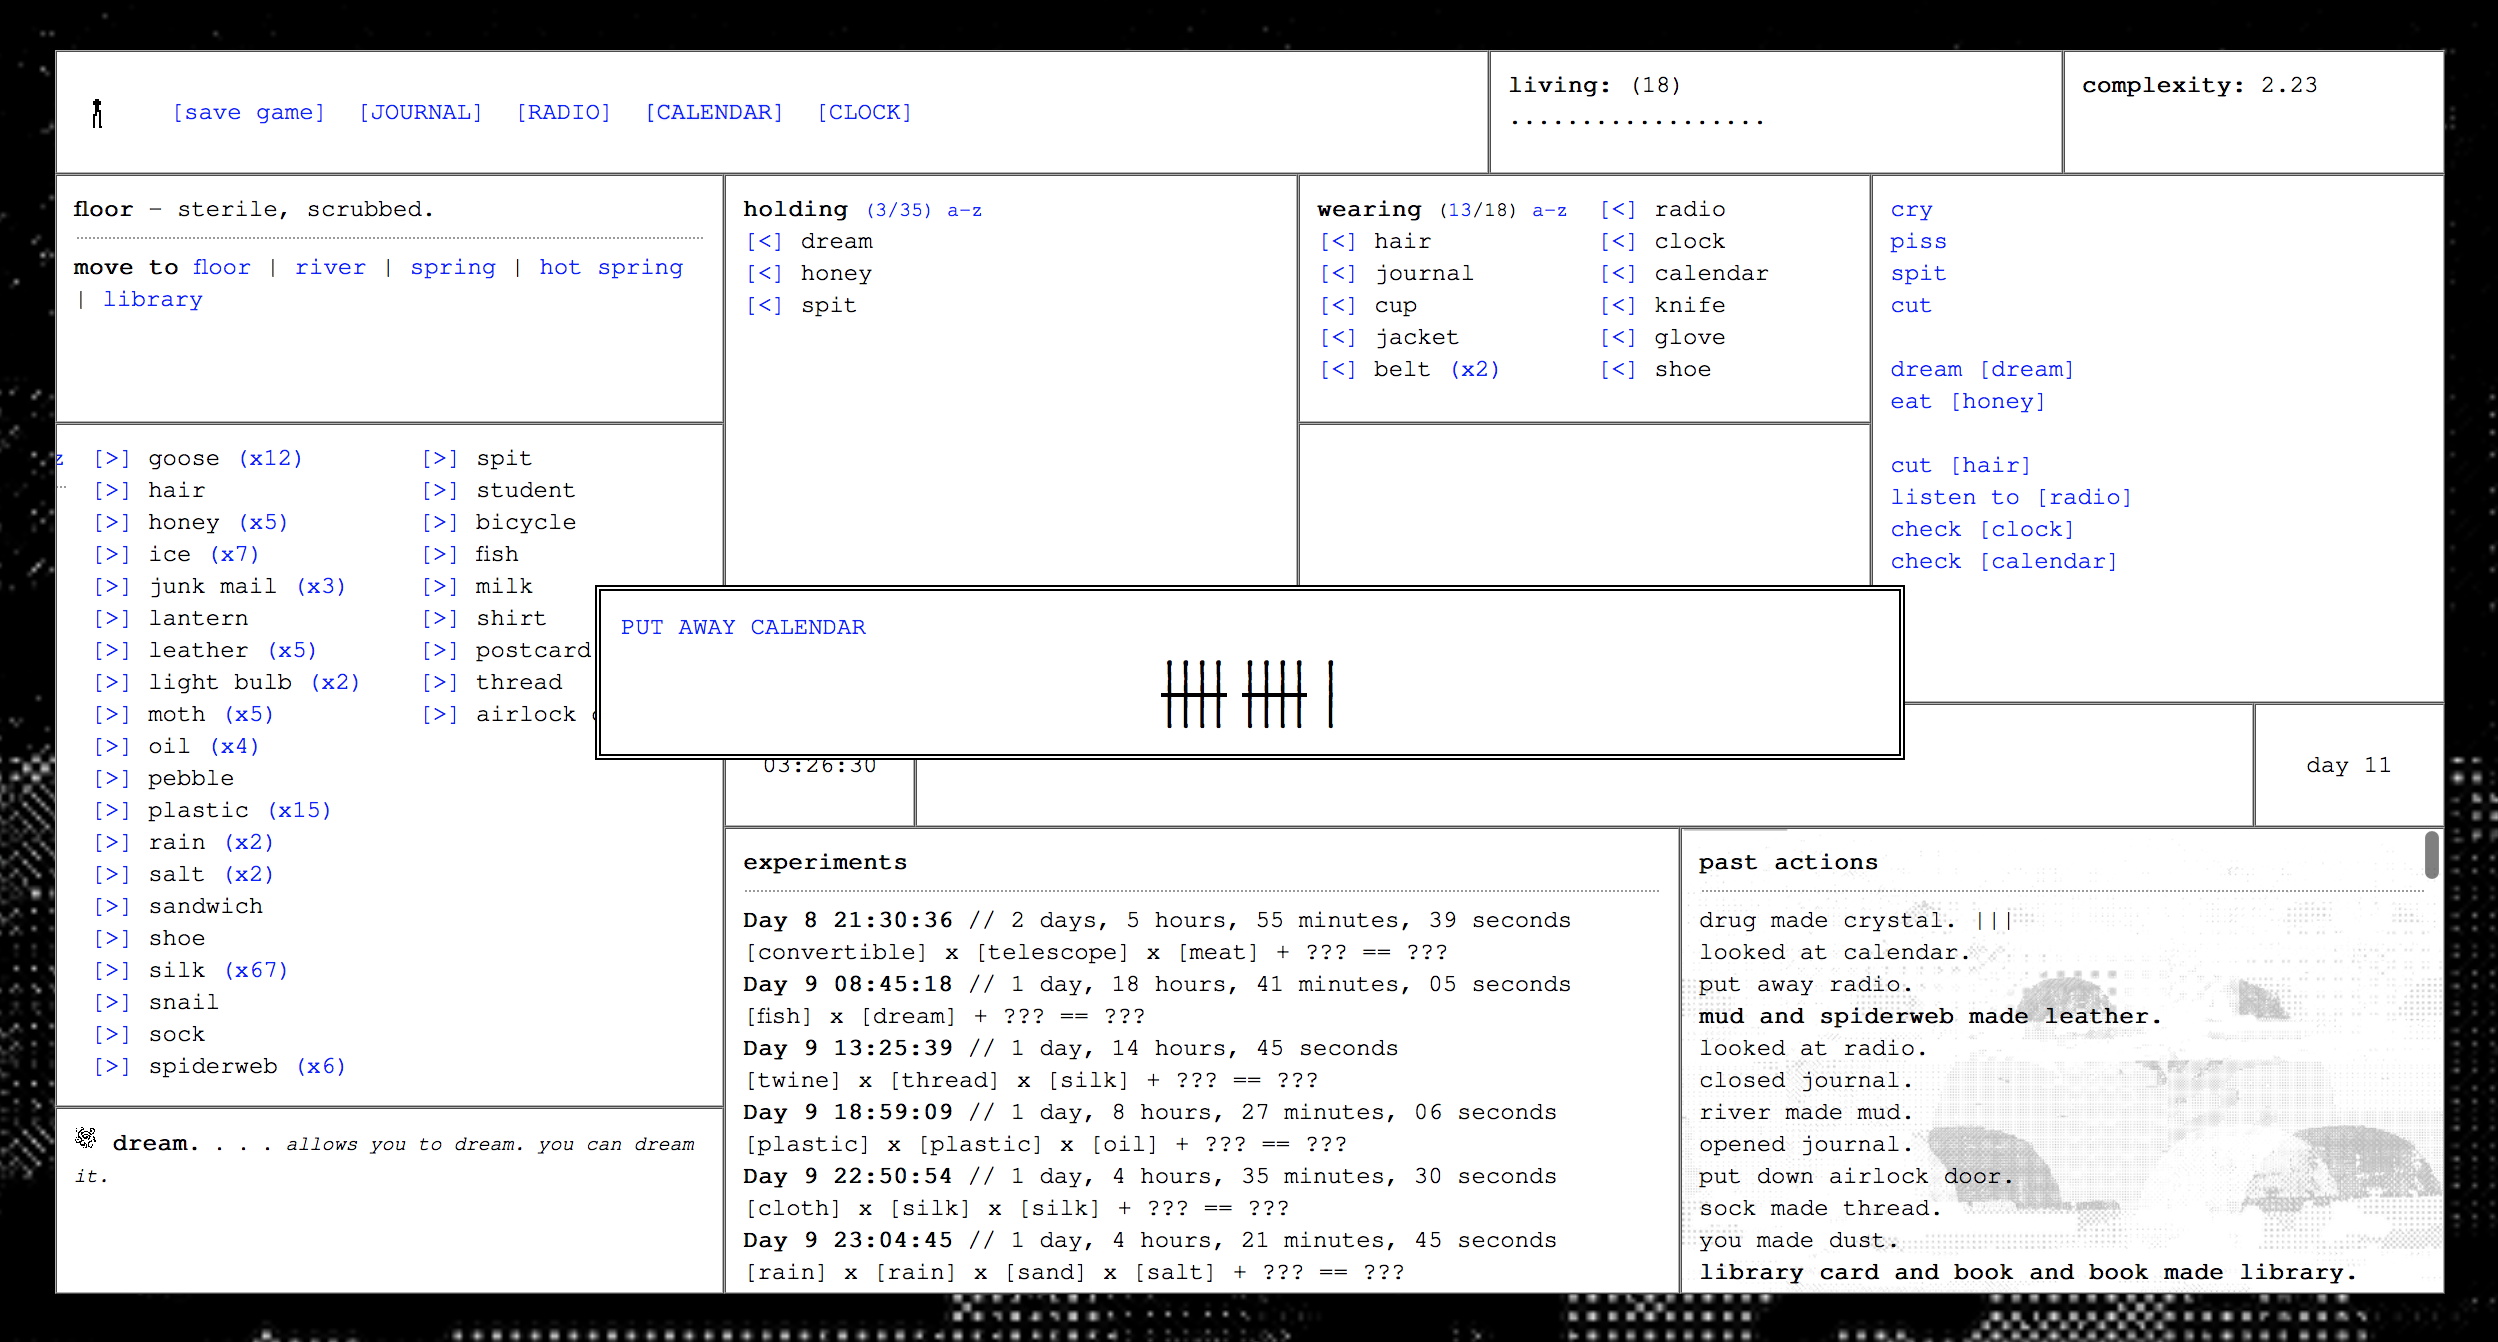 [save game] [JOURNAL] [RADIO] [CALENDAR] [CLOCK]
living: (18)
..................
complexity: 2.23
floor — sterile, scrubbed.
move to floor | river | spring | hot spring
| library
holding (3/35) a-z
[<] dream
[<] honey
[<] spit
wearing (13/18) a-z
[<] hair
[<] journal
[<] cup
[<] jacket
[<] belt (x2)
[<] radio
[<] clock
[<] calendar
[<] knife
[<] glove
[<] shoe
cry
piss
spit
cut
dream [dream]
eat [honey]
cut [hair]
listen to [radio]
check [clock]
check [calendar]
z
[>] goose (x12)
[>] hair
[>] honey (x5)
[>] ice (x7)
[>] junk mail (x3)
[>] lantern
[>] leather (x5)
[>] light bulb (x2)
[>] moth (x5)
[>] oil (x4)
[>] pebble
[>] plastic (x15)
[>] rain (x2)
[>] salt (x2)
[>] sandwich
[>] shoe
[>] silk (x67)
[>] snail
[>] sock
[>] spiderweb (x6)
[>] spit
[>] student
[>] bicycle
[>] fish
[>] milk
[>] shirt
[>] postcard
[>] thread
[>] airlock
PUT AWAY CALENDAR
03:26:30
day 11
experiments
Day 8 21:30:36 // 2 days, 5 hours, 55 minutes, 39 seconds
[convertible] x [telescope] x [meat] + ??? == ???
Day 9 08:45:18 // 1 day, 18 hours, 41 minutes, 05 seconds
[fish] x [dream] + ??? == ???
Day 9 13:25:39 // 1 day, 14 hours, 45 seconds
[twine] x [thread] x [silk] + ??? == ???
Day 9 18:59:09 // 1 day, 8 hours, 27 minutes, 06 seconds
[plastic] x [plastic] x [oil] + ??? == ???
Day 9 22:50:54 // 1 day, 4 hours, 35 minutes, 30 seconds
[cloth] x [silk] x [silk] + ??? == ???
Day 9 23:04:45 // 1 day, 4 hours, 21 minutes, 45 seconds
[rain] x [rain] x [sand] x [salt] + ??? == ???
past actions
drug made crystal. |||
looked at calendar.
put away radio.
mud and spiderweb made leather.
looked at radio.
closed journal.
river made mud.
opened journal.
put down airlock door.
sock made thread.
you made dust.
library card and book and book made library.
dream. . . . allows you to dream. you can dream
it.